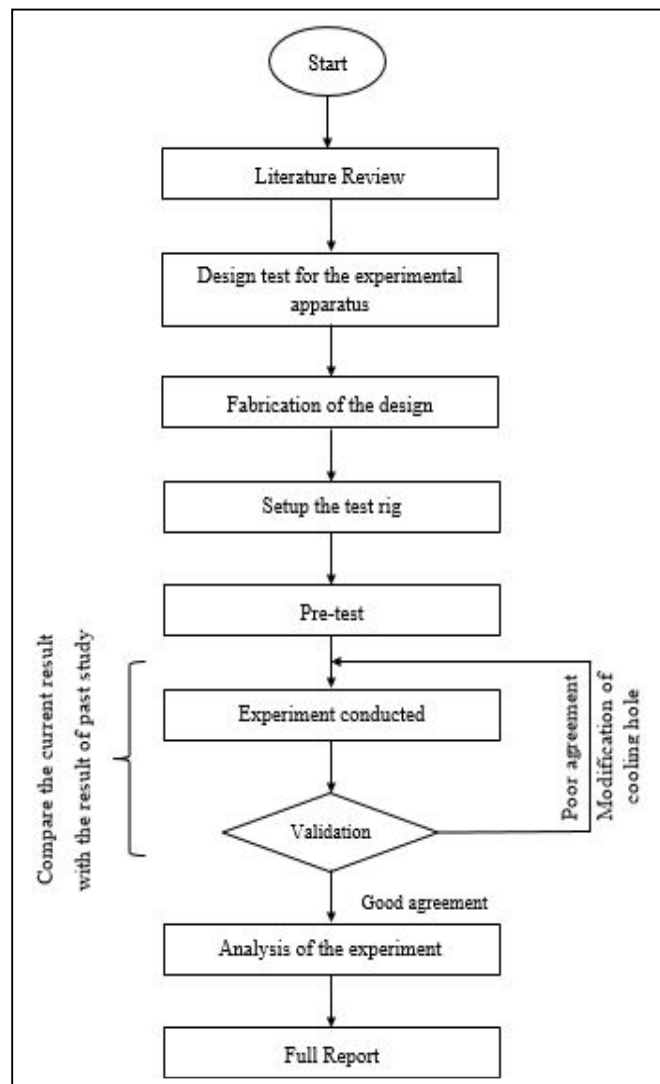 Start
Literature Review
Design test for the experimental
apparatus
Fabrication of the design
Setup the test rig
Pre-test
Compare the current result
with the result of past study
Experiment conducted
Poor agreement
Modification of
cooling hole
Validation
Good agreement
Analysis of the experiment
Full Report